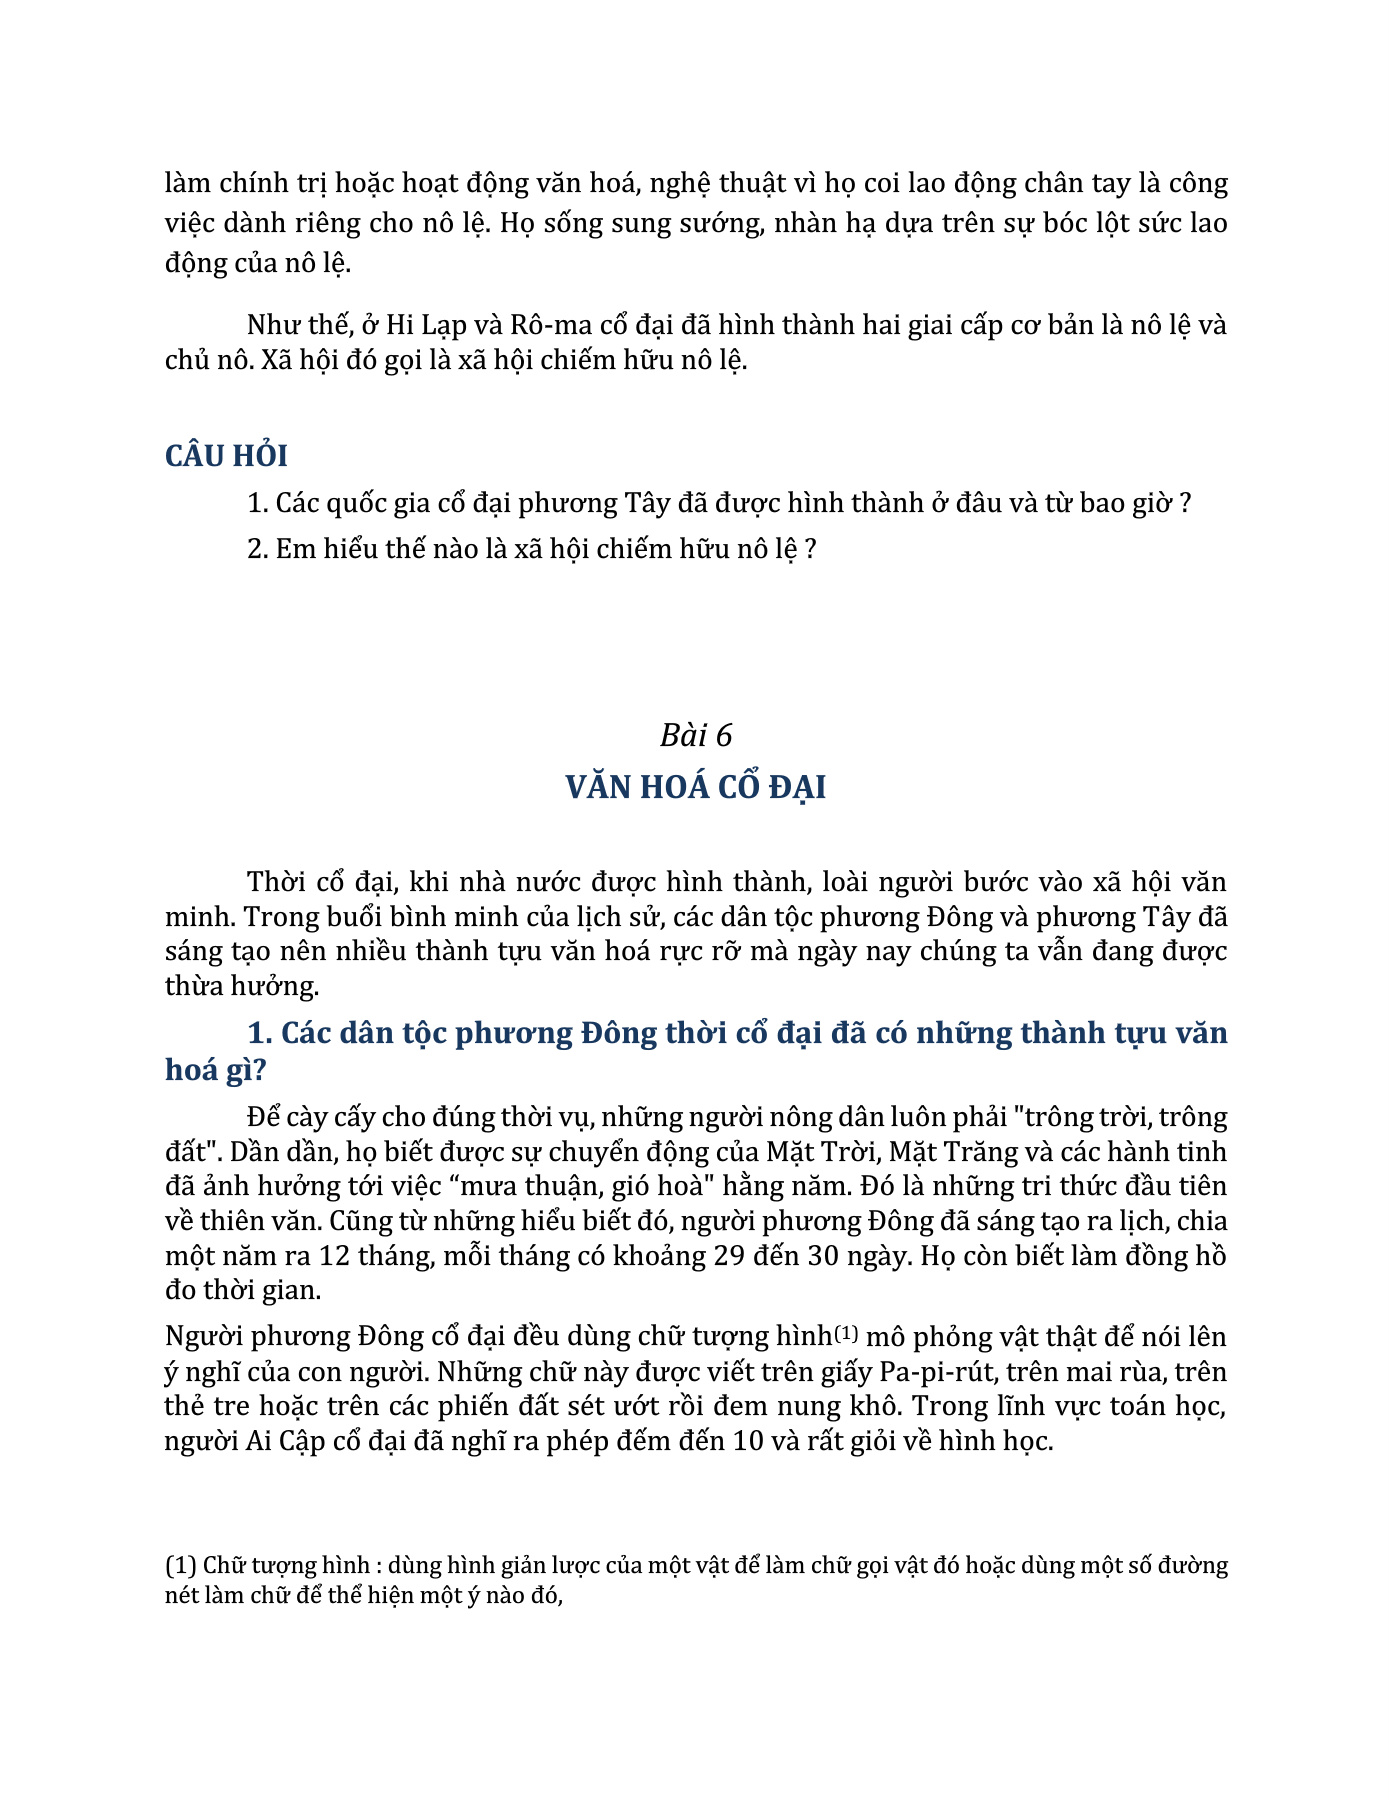 làm chính trị hoặc hoạt động văn hoá, nghệ thuật vì họ coi lao động chân tay là công
việc dành riêng cho nô lệ. Họ sống sung sướng, nhàn hạ dựa trên sự bóc lột sức lao
động của nô lệ.
Như thế, ở Hi Lạp và Rô-ma cổ đại đã hình thành hai giai cấp cơ bản là nô lệ và
chủ nô. Xã hội đó gọi là xã hội chiếm hữu nô lệ.
CÂU HỎI
1. Các quốc gia cổ đại phương Tây đã được hình thành ở đâu và từ bao giờ ?
2. Em hiểu thế nào là xã hội chiếm hữu nô lệ ?
Bài 6
VĂN HOÁ CỔ ĐẠI
Thời cổ đại, khi nhà nước được hình thành, loài người bước vào xã hội văn
minh. Trong buổi bình minh của lịch sử, các dân tộc phương Đông và phương Tây đã
sáng tạo nên nhiều thành tựu văn hoá rực rỡ mà ngày nay chúng ta vẫn đang được
thừa hưởng.
1. Các dân tộc phương Đông thời cổ đại đã có những thành tựu văn
hoá gì?
Để cày cấy cho đúng thời vụ, những người nông dân luôn phải "trông trời, trông
đất". Dần dần, họ biết được sự chuyển động của Mặt Trời, Mặt Trăng và các hành tinh
đã ảnh hưởng tới việc “mưa thuận, gió hoà" hằng năm. Đó là những tri thức đầu tiên
về thiên văn. Cũng từ những hiểu biết đó, người phương Đông đã sáng tạo ra lịch, chia
một năm ra 12 tháng, mỗi tháng có khoảng 29 đến 30 ngày. Họ còn biết làm đồng hồ
đo thời gian.
Người phương Đông cổ đại đều dùng chữ tượng hình(1) mô phỏng vật thật để nói lên
ý nghĩ của con người. Những chữ này được viết trên giấy Pa-pi-rút, trên mai rùa, trên
thẻ tre hoặc trên các phiến đất sét ướt rồi đem nung khô. Trong lĩnh vực toán học,
người Ai Cập cổ đại đã nghĩ ra phép đếm đến 10 và rất giỏi về hình học.
(1) Chữ tượng hình : dùng hình giản lược của một vật để làm chữ gọi vật đó hoặc dùng một số đường
nét làm chữ để thể hiện một ý nào đó,